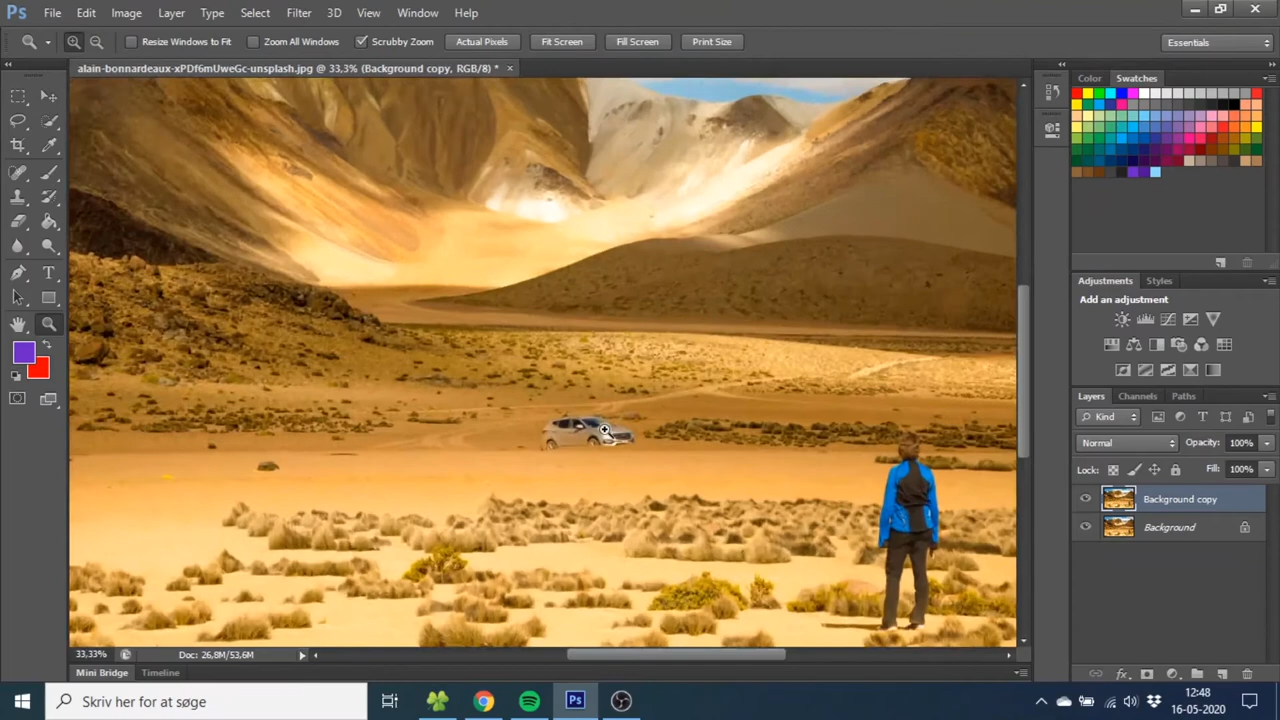 Ps File Edit Image Layer Type Select Filter 3D View Window Help
Resize Windows to Fit Zoom All Windows Scrubby Zoom Actual Pixels Fit Screen Fill Screen Print Size Essentials
alain-bonnardeaux-xPDf6mUweGc-unsplash.jpg @ 33,3% (Background copy, RGB/8) *
Color Swatches
Adjustments Styles
Add an adjustment
Layers Channels Paths
Kind
Normal Opacity: 100%
Lock: Fill: 100%
Background copy
Background
33,33% Doc: 26,8M/53,6M
Mini Bridge Timeline
Skriv her for at søge
Ps
12:48
16-05-2020